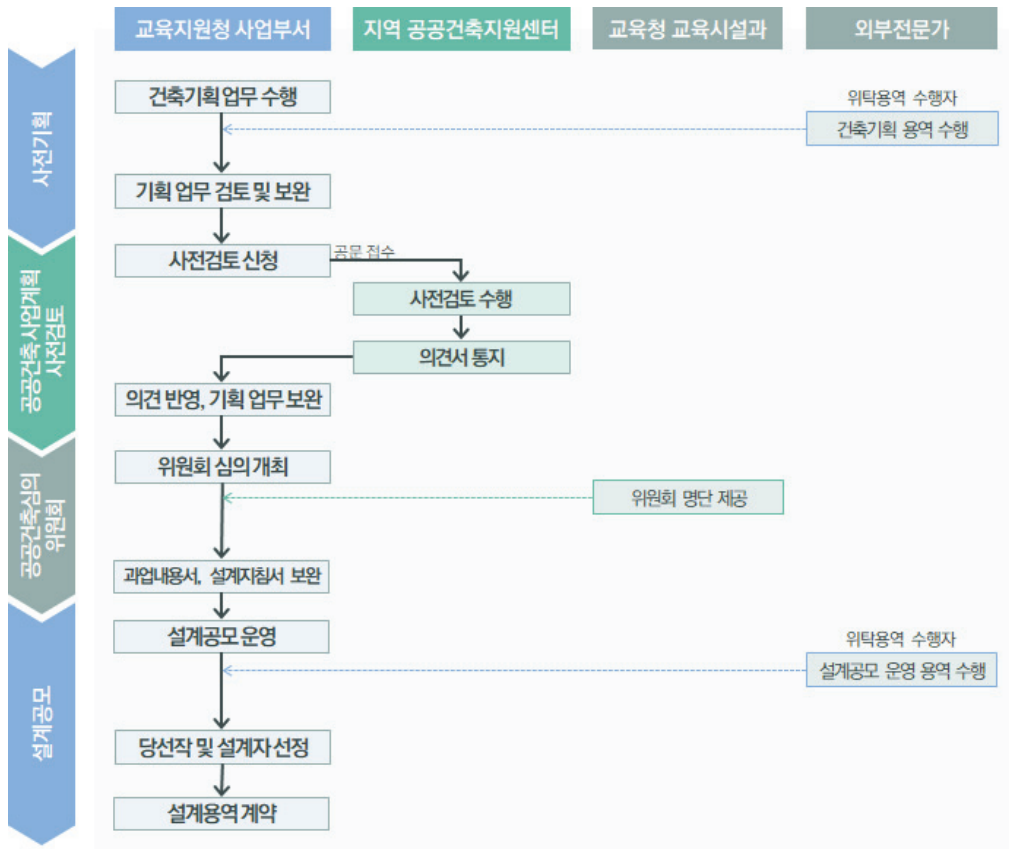 교육지원청 사업부서
지역 공공건축지원센터
교육청 교육시설과
외부전문가
사전기획
건축기획 업무 수행
위탁용역 수행자
건축기획 용역 수행
기획 업무 검토 및 보완
공공건축 사업계획
사전검토
사전검토 신청
공문 접수
사전검토 수행
의견서 통지
의견 반영, 기획 업무 보완
공공건축심의
위원회
위원회 심의 개최
위원회 명단 제공
과업내용서, 설계지침서 보완
설계공모
설계공모 운영
위탁용역 수행자
설계공모 운영 용역 수행
당선작 및 설계자 선정
설계용역 계약